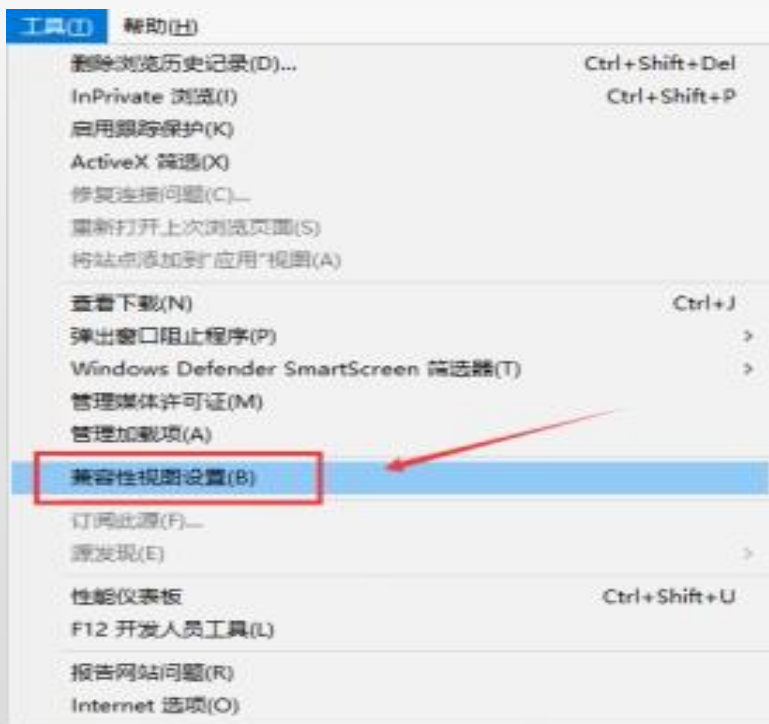 工具(T) 帮助(H)
删除浏览历史记录(D)... Ctrl+Shift+Del
InPrivate 浏览(I) Ctrl+Shift+P
启用跟踪保护(K)
ActiveX 筛选(X)
修复连接问题(C)...
重新打开上次浏览页面(S)
将站点添加到"应用"视图(A)
查看下载(N) Ctrl+J
弹出窗口阻止程序(P) >
Windows Defender SmartScreen 筛选器(T) >
管理媒体许可证(M)
管理加载项(A)
兼容性视图设置(B)
订阅此源(F)...
源发现(E) >
性能仪表板 Ctrl+Shift+U
F12 开发人员工具(L)
报告网站问题(R)
Internet 选项(O)